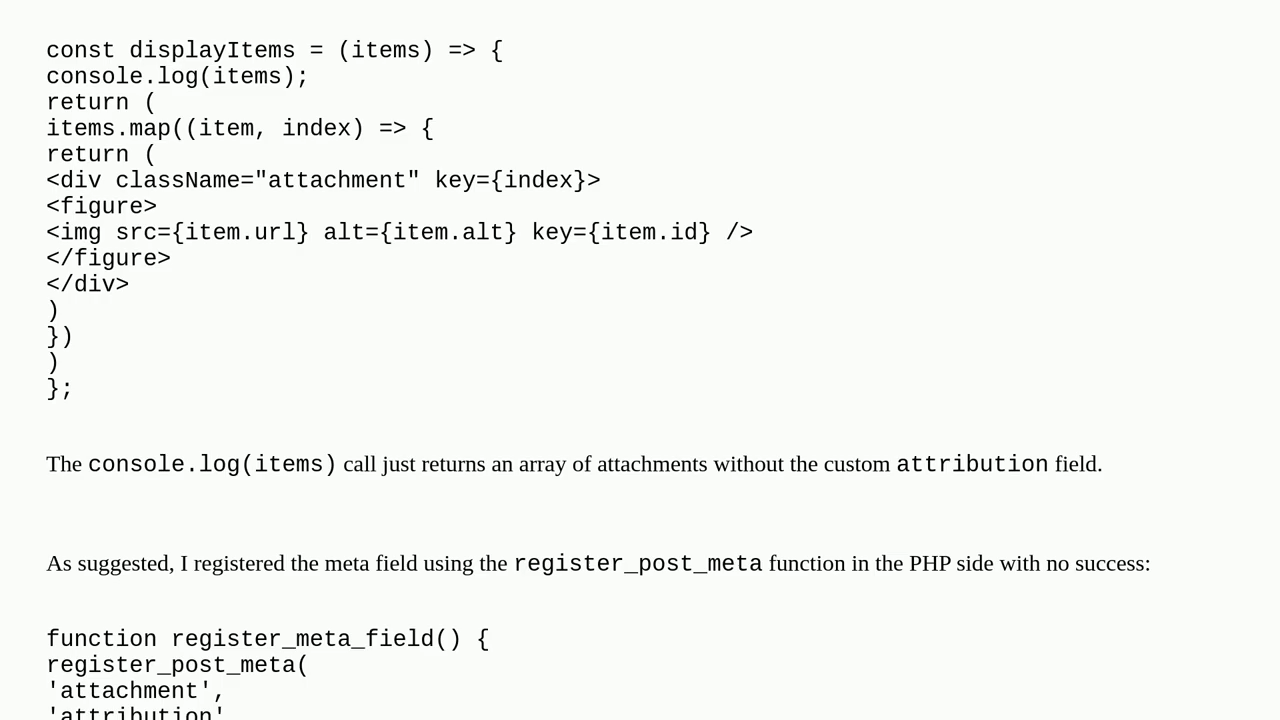 const displayItems = (items) => {
console.log(items);
return (
items.map((item, index) => {
return (
<div className="attachment" key={index}>
<figure>
<img src={item.url} alt={item.alt} key={item.id} />
</figure>
</div>
)
})
)
};
The console.log(items) call just returns an array of attachments without the custom attribution field.
As suggested, I registered the meta field using the register_post_meta function in the PHP side with no success:
function register_meta_field() {
register_post_meta(
'attachment',
'attribution'